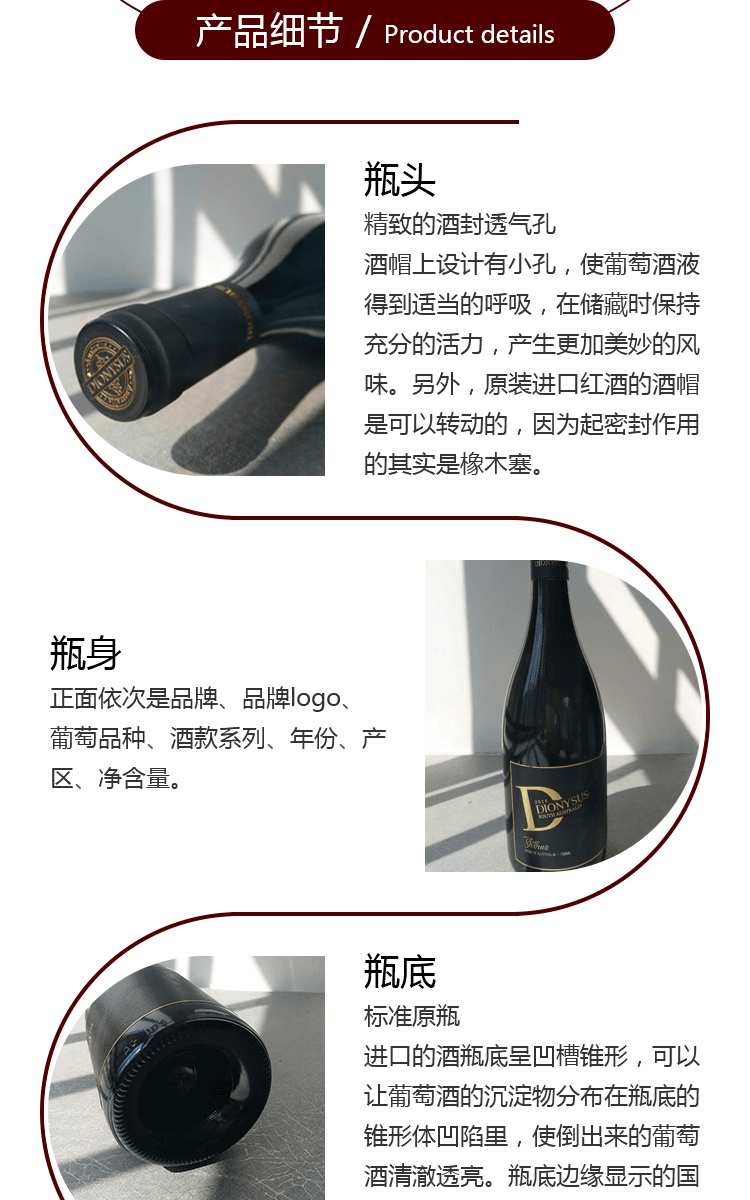 产品细节 / Product details
瓶头
精致的酒封透气孔
酒帽上设计有小孔，使葡萄酒液
得到适当的呼吸，在储藏时保持
充分的活力，产生更加美妙的风
味。另外，原装进口红酒的酒帽
是可以转动的，因为起密封作用
的其实是橡木塞。
DIONYSUS
瓶身
正面依次是品牌、品牌logo、
葡萄品种、酒款系列、年份、产
区、净含量。
D
2016
DIONYSUS
SOUTH AUSTRALIA
Shiraz
WINE OF AUSTRALIA / 750ML
瓶底
标准原瓶
进口的酒瓶底呈凹槽锥形，可以
让葡萄酒的沉淀物分布在瓶底的
锥形体凹陷里，使倒出来的葡萄
酒清澈透亮。瓶底边缘显示的国